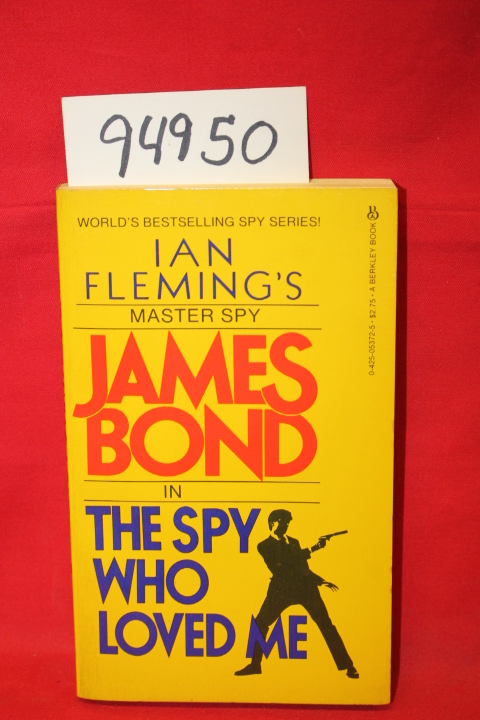 94950
WORLD'S BESTSELLING SPY SERIES!
IAN
FLEMING'S
MASTER SPY
JAMES
BOND
IN
THE SPY
WHO
LOVED ME
0-425-05372-5 • $2.75 • A BERKLEY BOOK